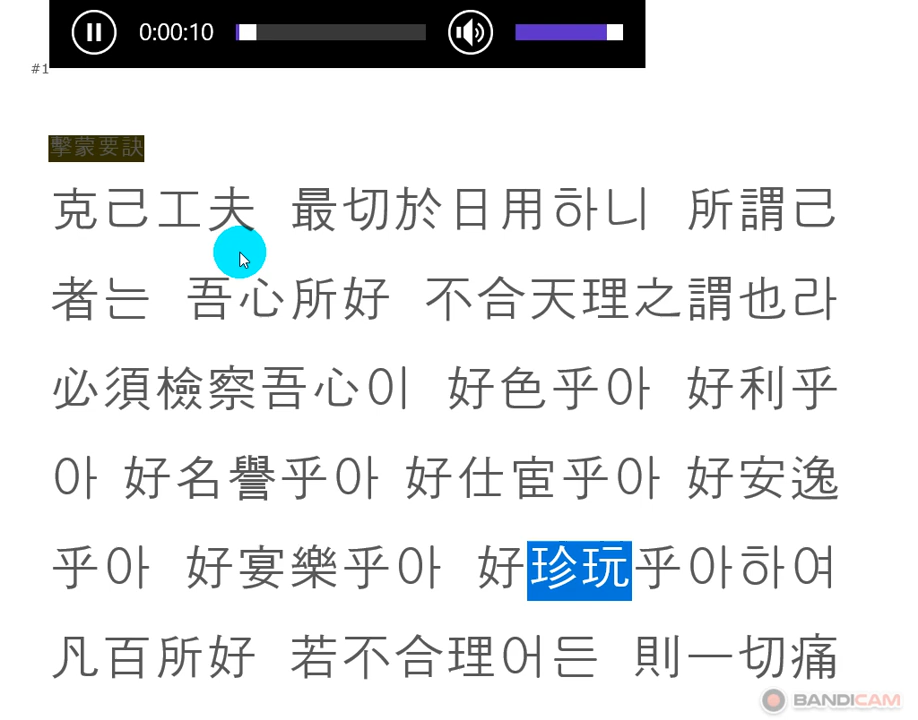 0:00:10
#1
擊蒙要訣
克己工夫 最切於日用하니 所謂己
者는 吾心所好 不合天理之謂也라
必須檢察吾心이 好色乎아 好利乎
아 好名譽乎아 好仕宦乎아 好安逸
乎아 好宴樂乎아 好珍玩乎아하여
凡百所好 若不合理어든 則一切痛
BANDICAM